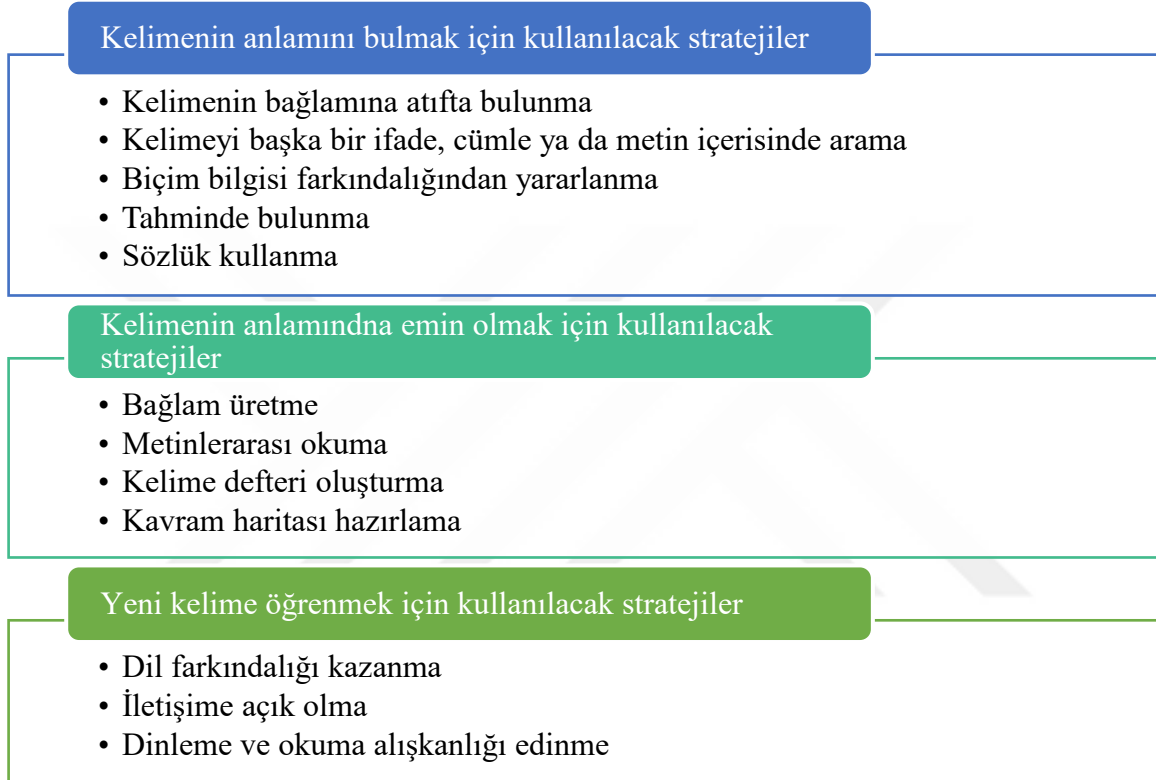 Kelimenin anlamını bulmak için kullanılacak stratejiler
• Kelimenin bağlamına atıfta bulunma
• Kelimeyi başka bir ifade, cümle ya da metin içerisinde arama
• Biçim bilgisi farkındalığından yararlanma
• Tahminde bulunma
• Sözlük kullanma
Kelimenin anlamındna emin olmak için kullanılacak
stratejiler
• Bağlam üretme
• Metinlerarası okuma
• Kelime defteri oluşturma
• Kavram haritası hazırlama
Yeni kelime öğrenmek için kullanılacak stratejiler
• Dil farkındalığı kazanma
• İletişime açık olma
• Dinleme ve okuma alışkanlığı edinme